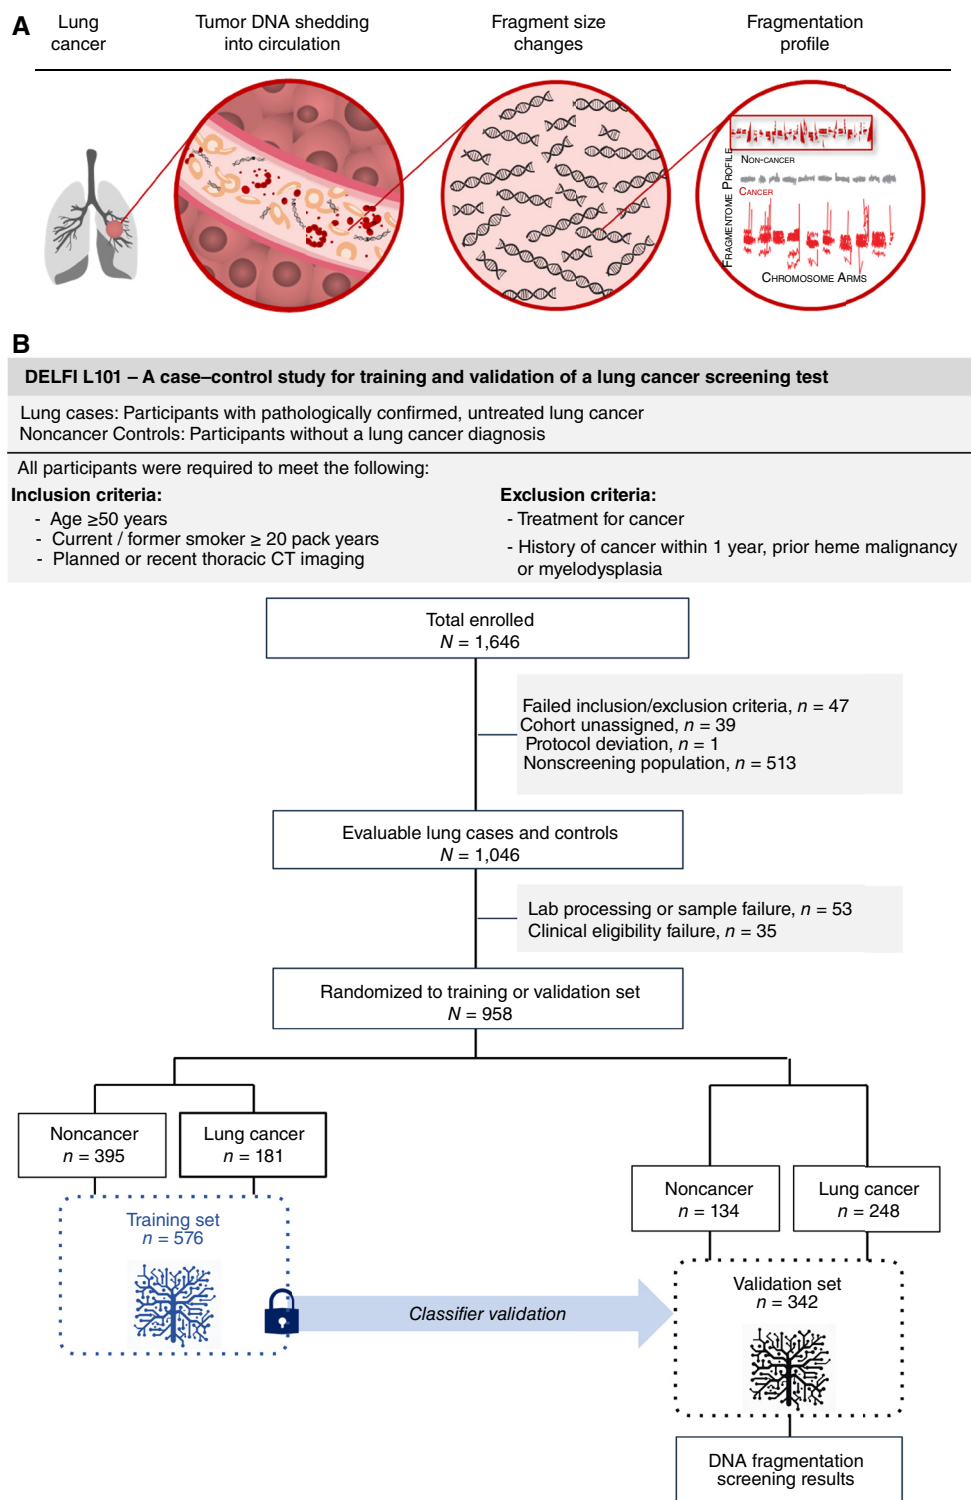 A
Lung
cancer
Tumor DNA shedding
into circulation
Fragment size
changes
Fragmentation
profile
Fragmentome Profile
Non-cancer
Cancer
Chromosome Arms
B
DELFI L101 – A case–control study for training and validation of a lung cancer screening test
Lung cases: Participants with pathologically confirmed, untreated lung cancer
Noncancer Controls: Participants without a lung cancer diagnosis
All participants were required to meet the following:
Inclusion criteria:
- Age ≥50 years
- Current / former smoker ≥ 20 pack years
- Planned or recent thoracic CT imaging
Exclusion criteria:
- Treatment for cancer
- History of cancer within 1 year, prior heme malignancy
or myelodysplasia
Total enrolled
N = 1,646
Failed inclusion/exclusion criteria, n = 47
Cohort unassigned, n = 39
Protocol deviation, n = 1
Nonscreening population, n = 513
Evaluable lung cases and controls
N = 1,046
Lab processing or sample failure, n = 53
Clinical eligibility failure, n = 35
Randomized to training or validation set
N = 958
Noncancer
n = 395
Lung cancer
n = 181
Training set
n = 576
Classifier validation
Noncancer
n = 134
Lung cancer
n = 248
Validation set
n = 342
DNA fragmentation
screening results